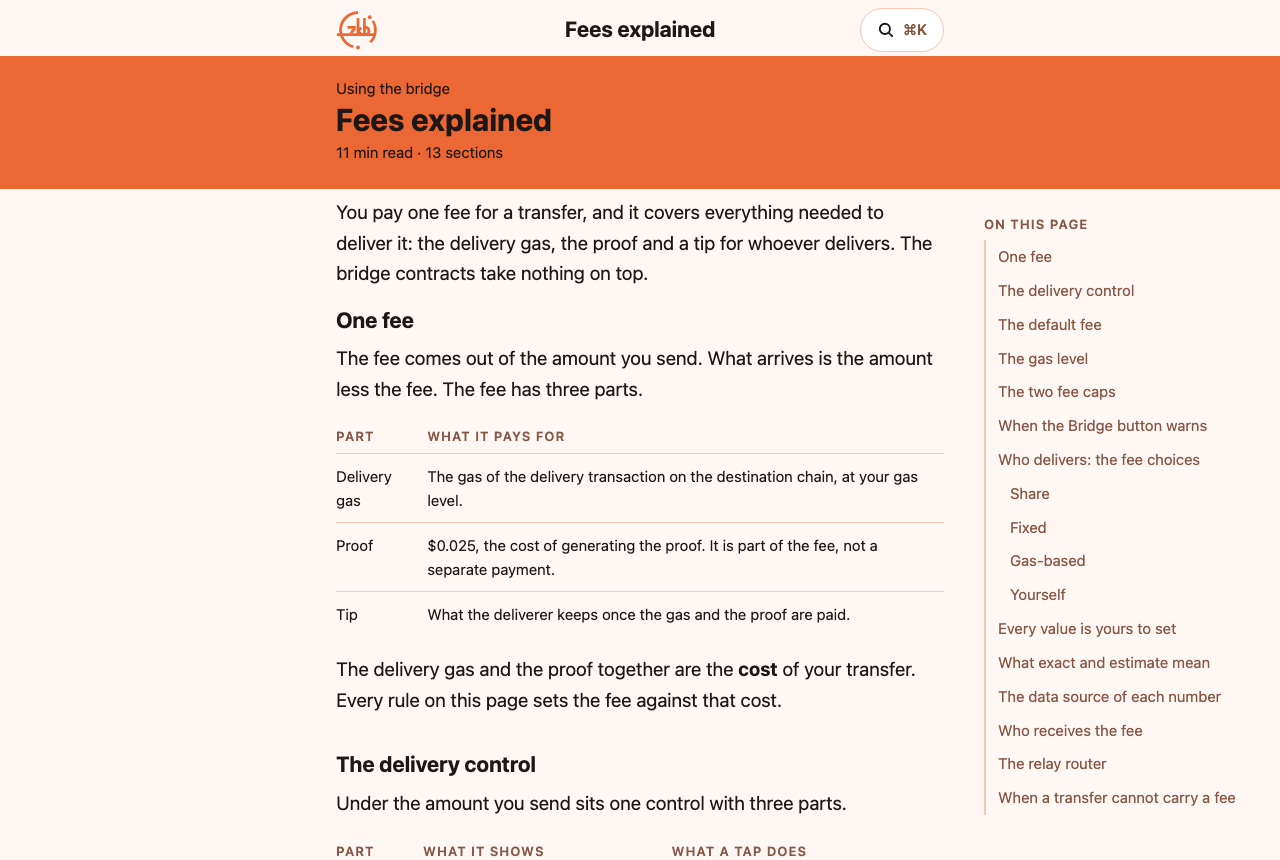 zkb
Fees explained
⌘K
Using the bridge
Fees explained
11 min read · 13 sections
You pay one fee for a transfer, and it covers everything needed to
deliver it: the delivery gas, the proof and a tip for whoever delivers. The
bridge contracts take nothing on top.
One fee
The fee comes out of the amount you send. What arrives is the amount
less the fee. The fee has three parts.
PART WHAT IT PAYS FOR
Delivery gas The gas of the delivery transaction on the destination chain, at your gas
level.
Proof $0.025, the cost of generating the proof. It is part of the fee, not a
separate payment.
Tip What the deliverer keeps once the gas and the proof are paid.
The delivery gas and the proof together are the cost of your transfer.
Every rule on this page sets the fee against that cost.
The delivery control
Under the amount you send sits one control with three parts.
PART WHAT IT SHOWS WHAT A TAP DOES
ON THIS PAGE
One fee
The delivery control
The default fee
The gas level
The two fee caps
When the Bridge button warns
Who delivers: the fee choices
Share
Fixed
Gas-based
Yourself
Every value is yours to set
What exact and estimate mean
The data source of each number
Who receives the fee
The relay router
When a transfer cannot carry a fee